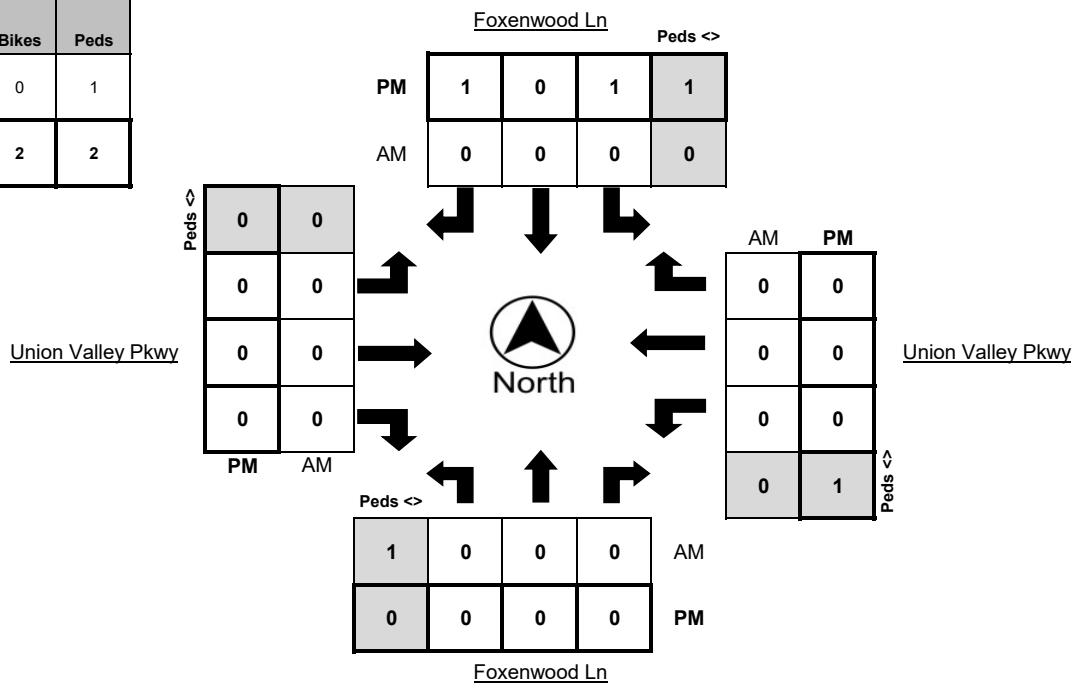 Bikes Peds
0 1
2 2
Foxenwood Ln
Peds <>
PM 1 0 1 1
AM 0 0 0 0
Peds <>
0 0
0 0
0 0
0 0
PM AM
Union Valley Pkwy
North
AM PM
0 0
0 0
0 0
0 1
Peds <>
Union Valley Pkwy
Peds <>
1 0 0 0 AM
0 0 0 0 PM
Foxenwood Ln